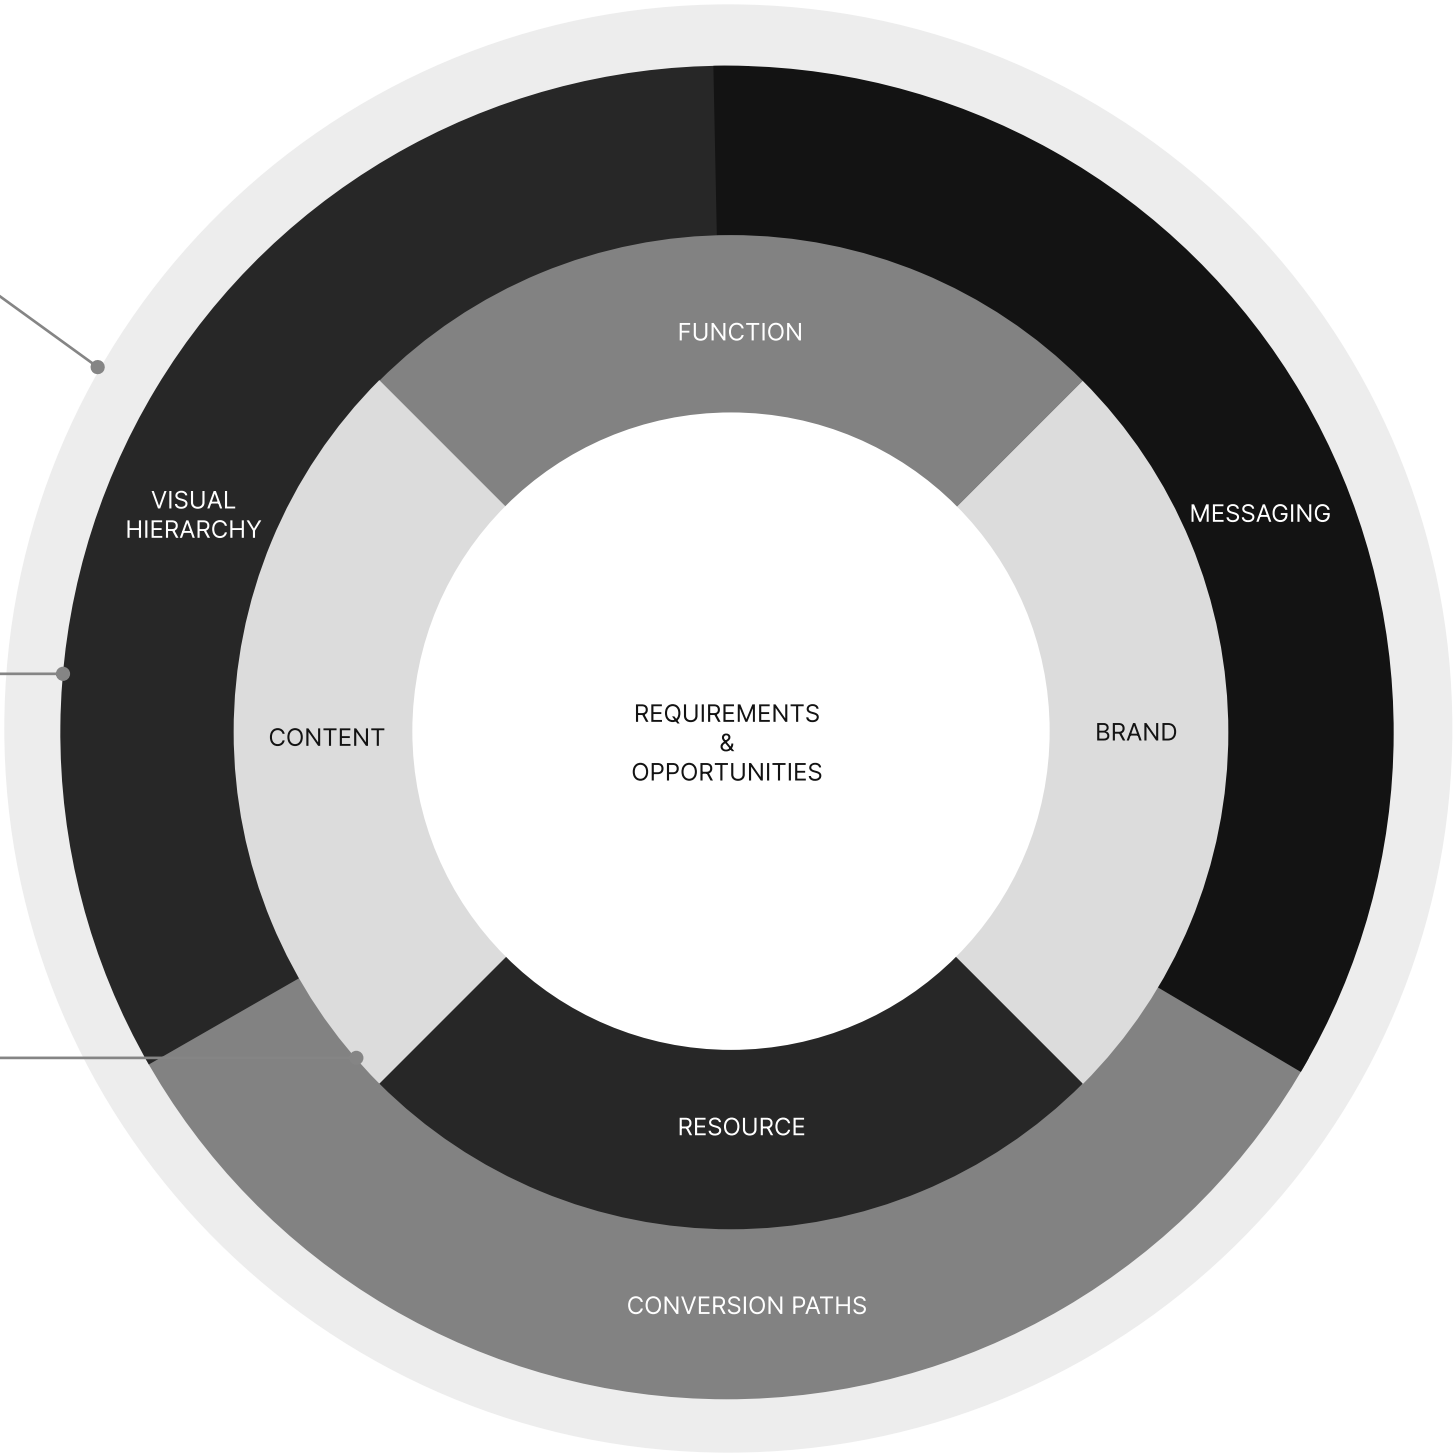 FUNCTION
VISUAL
HIERARCHY
MESSAGING
CONTENT
REQUIREMENTS
&
OPPORTUNITIES
BRAND
RESOURCE
CONVERSION PATHS